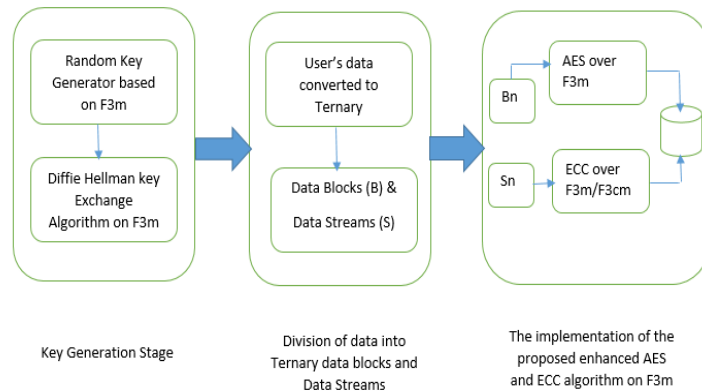 Random Key
Generator based
on F3m
Diffie Hellman key
Exchange
Algorithm on F3m
User's data
converted to
Ternary
Data Blocks (B) &
Data Streams (S)
AES over
F3m
Bn
Sn
ECC over
F3m/F3cm
Key Generation Stage
Division of data into
Ternary data blocks and
Data Streams
The implementation of the
proposed enhanced AES
and ECC algorithm on F3m